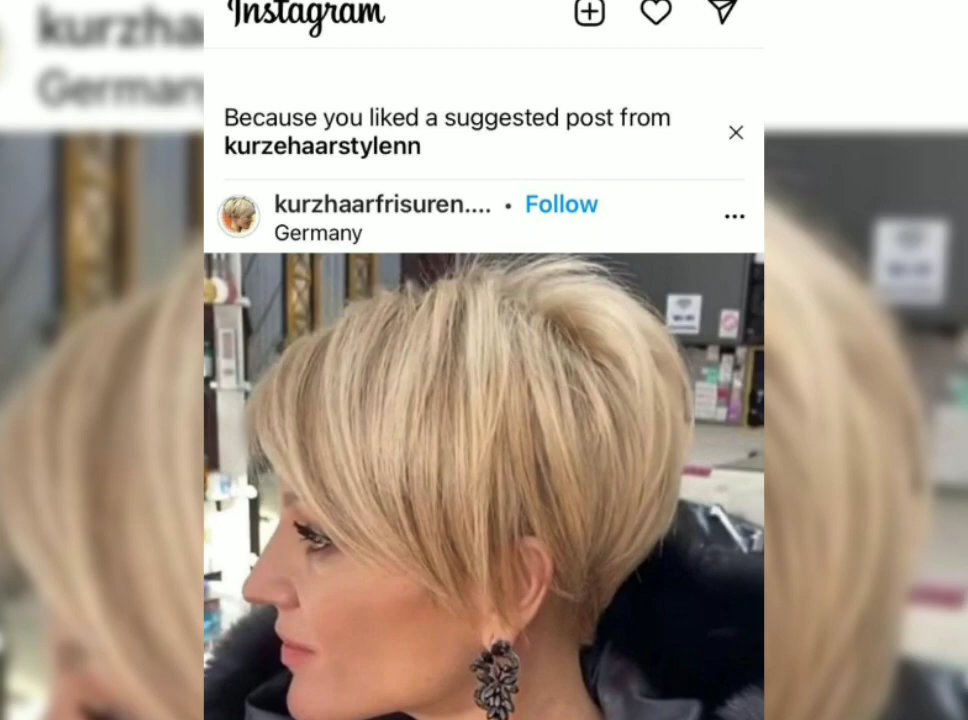 Instagram
Because you liked a suggested post from
kurzehaarstylenn
kurzhaarfrisuren.... • Follow
Germany